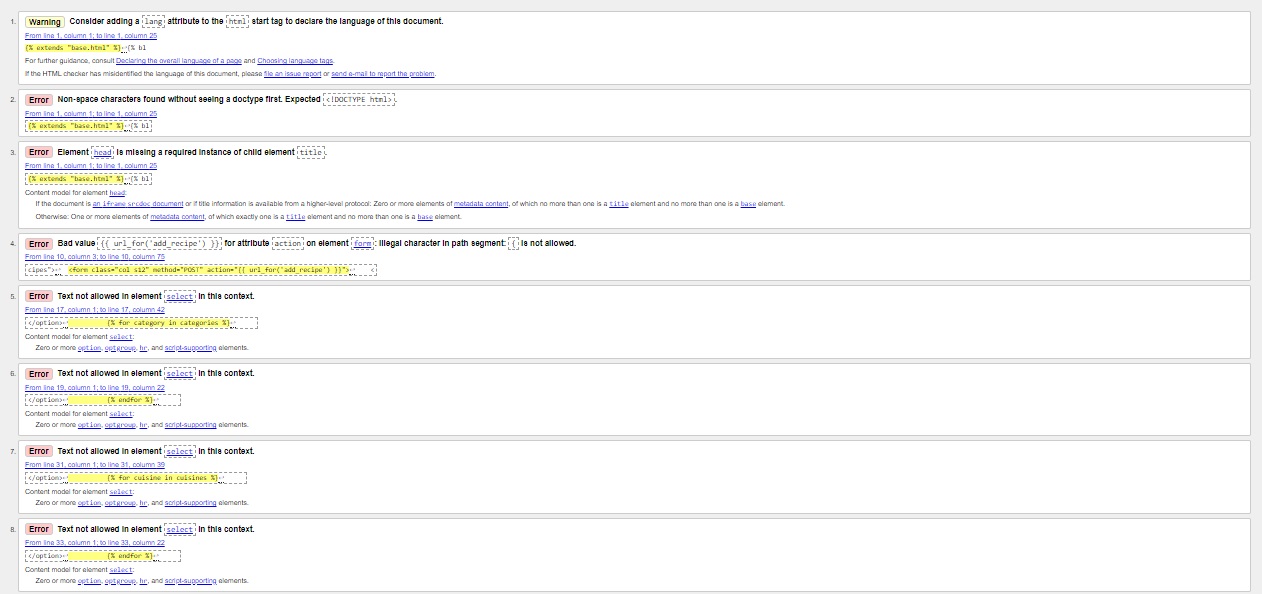 1. Warning Consider adding a lang attribute to the html start tag to declare the language of this document.
From line 1, column 1; to line 1, column 25
{% extends "base.html" %}↩↩{% bl
For further guidance, consult Declaring the overall language of a page and Choosing language tags.
If the HTML checker has misidentified the language of this document, please file an issue report or send e-mail to report the problem.
2. Error Non-space characters found without seeing a doctype first. Expected <!DOCTYPE html>.
From line 1, column 1; to line 1, column 25
{% extends "base.html" %}↩↩{% bl
3. Error Element head is missing a required instance of child element title.
From line 1, column 1; to line 1, column 25
{% extends "base.html" %}↩↩{% bl
Content model for element head:
If the document is an iframe srcdoc document or if title information is available from a higher-level protocol: Zero or more elements of metadata content, of which no more than one is a title element and no more than one is a base element.
Otherwise: One or more elements of metadata content, of which exactly one is a title element and no more than one is a base element.
4. Error Bad value {{ url_for('add_recipe') }} for attribute action on element form: Illegal character in path segment: { is not allowed.
From line 10, column 3; to line 10, column 75
cipes">↩  <form class="col s12" method="POST" action="{{ url_for('add_recipe') }}">↩    <
5. Error Text not allowed in element select in this context.
From line 17, column 1; to line 17, column 42
</option>↩          {% for category in categories %}↩
Content model for element select:
Zero or more option, optgroup, hr, and script-supporting elements.
6. Error Text not allowed in element select in this context.
From line 19, column 1; to line 19, column 22
</option>↩          {% endfor %}↩
Content model for element select:
Zero or more option, optgroup, hr, and script-supporting elements.
7. Error Text not allowed in element select in this context.
From line 31, column 1; to line 31, column 39
</option>↩          {% for cuisine in cuisines %}↩
Content model for element select:
Zero or more option, optgroup, hr, and script-supporting elements.
8. Error Text not allowed in element select in this context.
From line 33, column 1; to line 33, column 22
</option>↩          {% endfor %}↩
Content model for element select:
Zero or more option, optgroup, hr, and script-supporting elements.